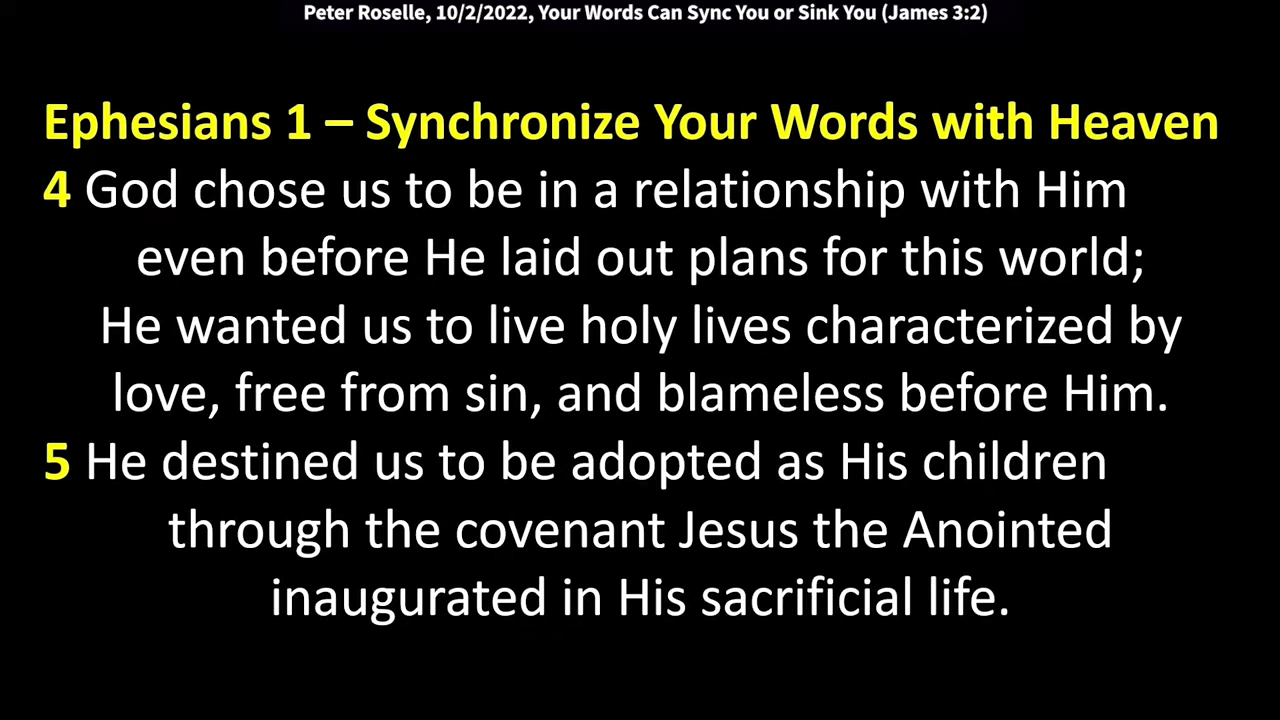 Peter Roselle, 10/2/2022, Your Words Can Sync You or Sink You (James 3:2)
Ephesians 1 – Synchronize Your Words with Heaven
4 God chose us to be in a relationship with Him
even before He laid out plans for this world;
He wanted us to live holy lives characterized by
love, free from sin, and blameless before Him.
5 He destined us to be adopted as His children
through the covenant Jesus the Anointed
inaugurated in His sacrificial life.